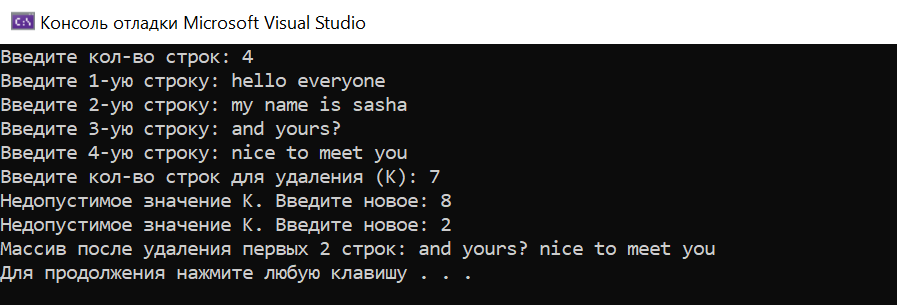 C:\ Консоль отладки Microsoft Visual Studio
Введите кол-во строк: 4
Введите 1-ую строку: hello everyone
Введите 2-ую строку: my name is sasha
Введите 3-ую строку: and yours?
Введите 4-ую строку: nice to meet you
Введите кол-во строк для удаления (К): 7
Недопустимое значение К. Введите новое: 8
Недопустимое значение К. Введите новое: 2
Массив после удаления первых 2 строк: and yours? nice to meet you
Для продолжения нажмите любую клавишу . . .